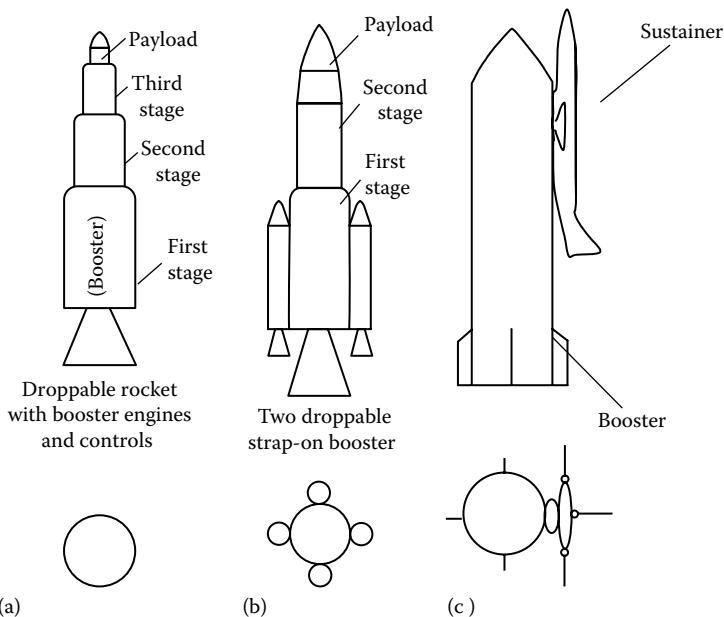 Payload
Third
stage
Second
stage
(Booster)
First
stage
Droppable rocket
with booster engines
and controls
(a)
Payload
Second
stage
First
stage
Two droppable
strap-on booster
(b)
Sustainer
Booster
(c )